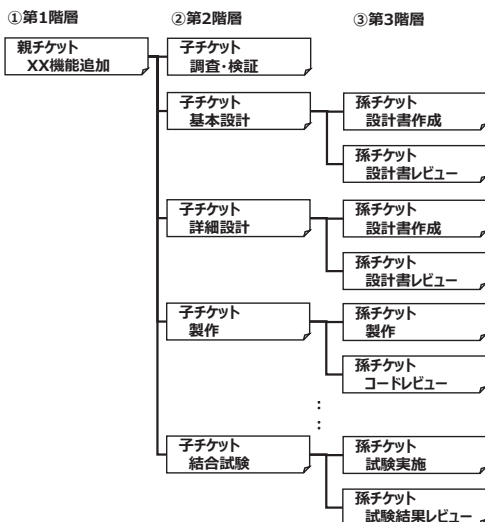 ①第1階層
②第2階層
③第3階層
親チケット
XX機能追加
子チケット
調査・検証
子チケット
基本設計
孫チケット
設計書作成
孫チケット
設計書レビュー
子チケット
詳細設計
孫チケット
設計書作成
孫チケット
設計書レビュー
子チケット
製作
孫チケット
製作
孫チケット
コードレビュー
:
:
子チケット
結合試験
孫チケット
試験実施
孫チケット
試験結果レビュー